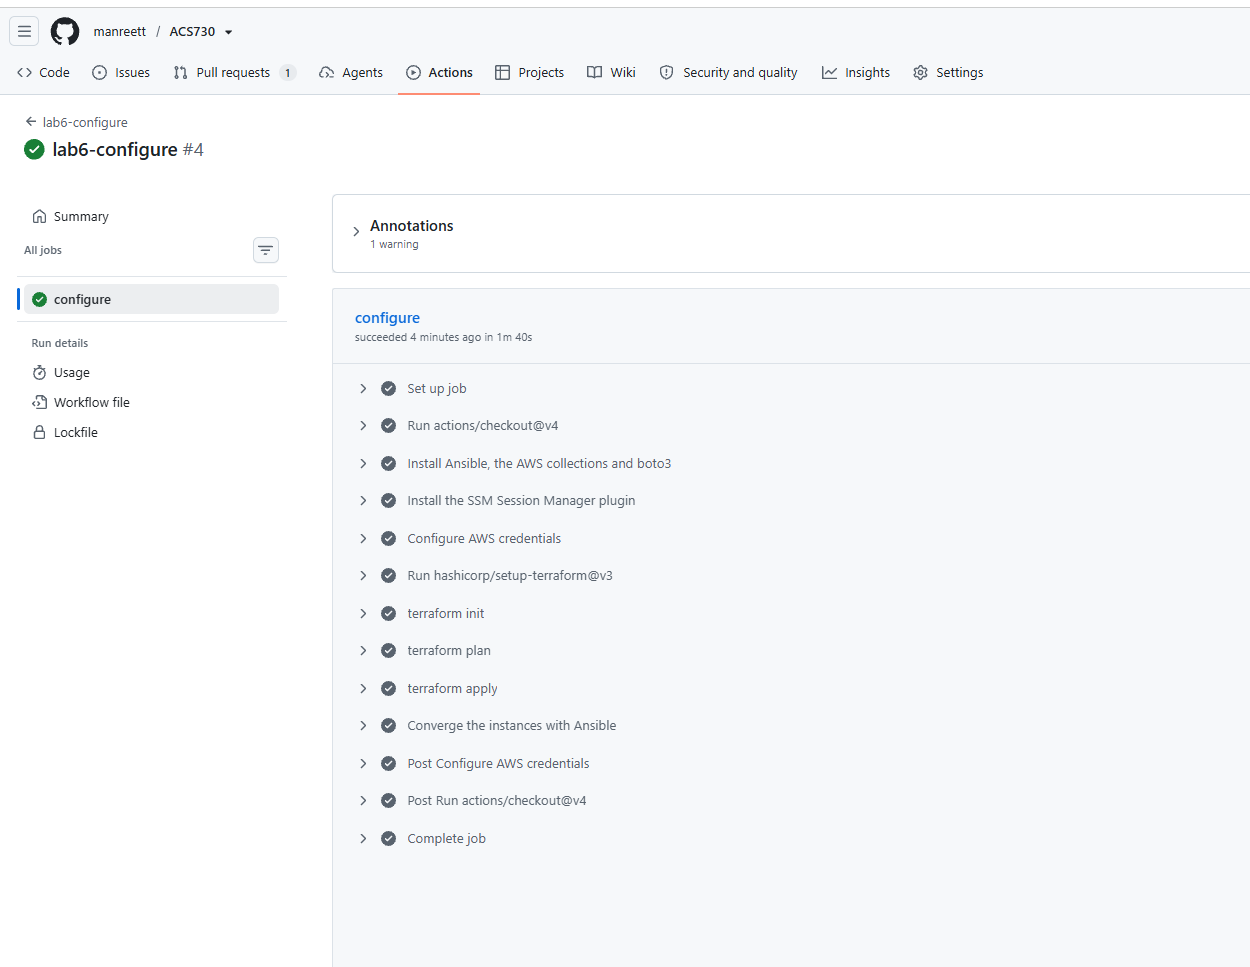 manreett / ACS730
Code Issues Pull requests 1 Agents Actions Projects Wiki Security and quality Insights Settings
lab6-configure
lab6-configure #4
Summary
All jobs
configure
Run details
Usage
Workflow file
Lockfile
Annotations
1 warning
configure
succeeded 4 minutes ago in 1m 40s
Set up job
Run actions/checkout@v4
Install Ansible, the AWS collections and boto3
Install the SSM Session Manager plugin
Configure AWS credentials
Run hashicorp/setup-terraform@v3
terraform init
terraform plan
terraform apply
Converge the instances with Ansible
Post Configure AWS credentials
Post Run actions/checkout@v4
Complete job